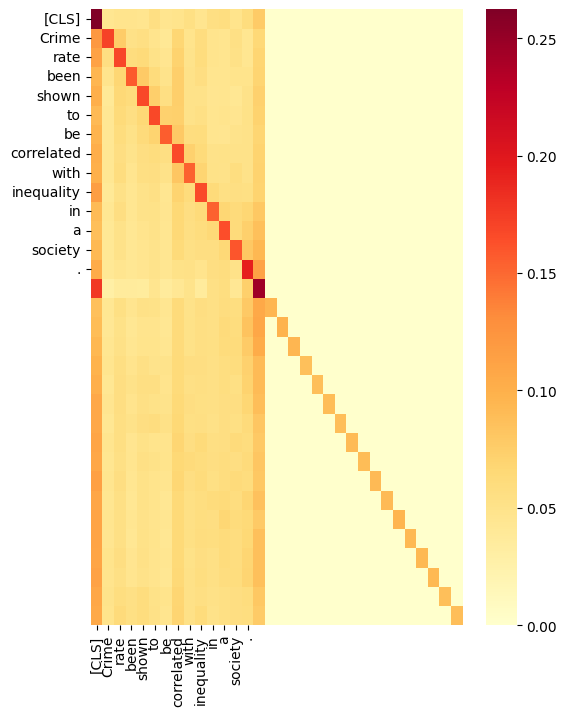 [CLS]
Crime
rate
been
shown
to
be
correlated
with
inequality
in
a
society
.
[CLS]
Crime
rate
been
shown
to
be
correlated
with
inequality
in
a
society
.
0.25
0.20
0.15
0.10
0.05
0.00